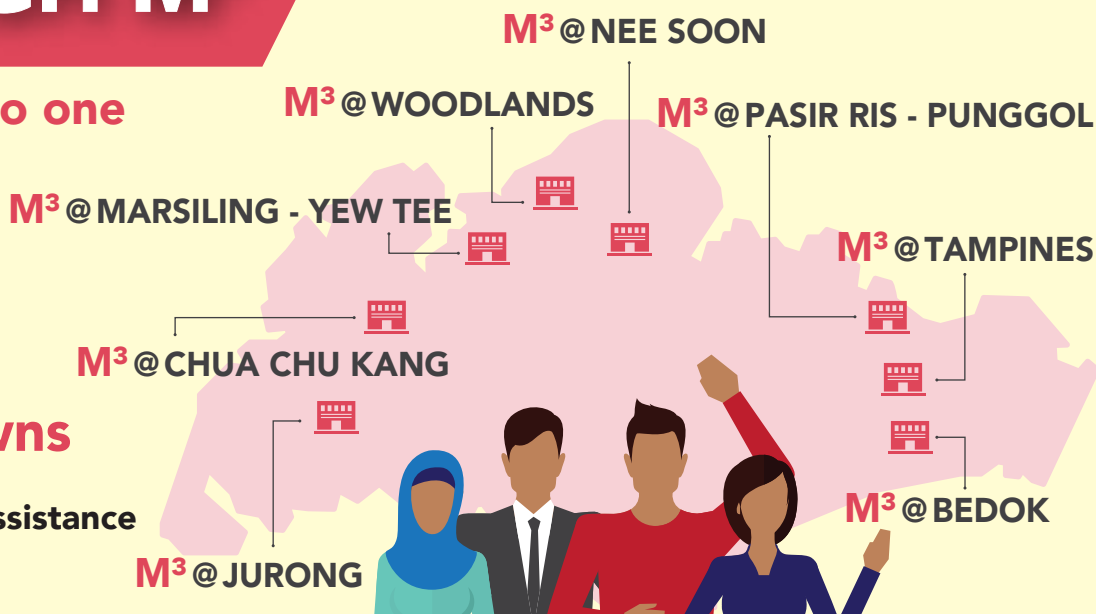 M³@NEE SOON
o one
M³@WOODLANDS
M³@PASIR RIS - PUNGGOL
M³@MARSILING - YEW TEE
M³@TAMPINES
M³@CHUA CHU KANG
vns
ssistance
M³@BEDOK
M³@JURONG